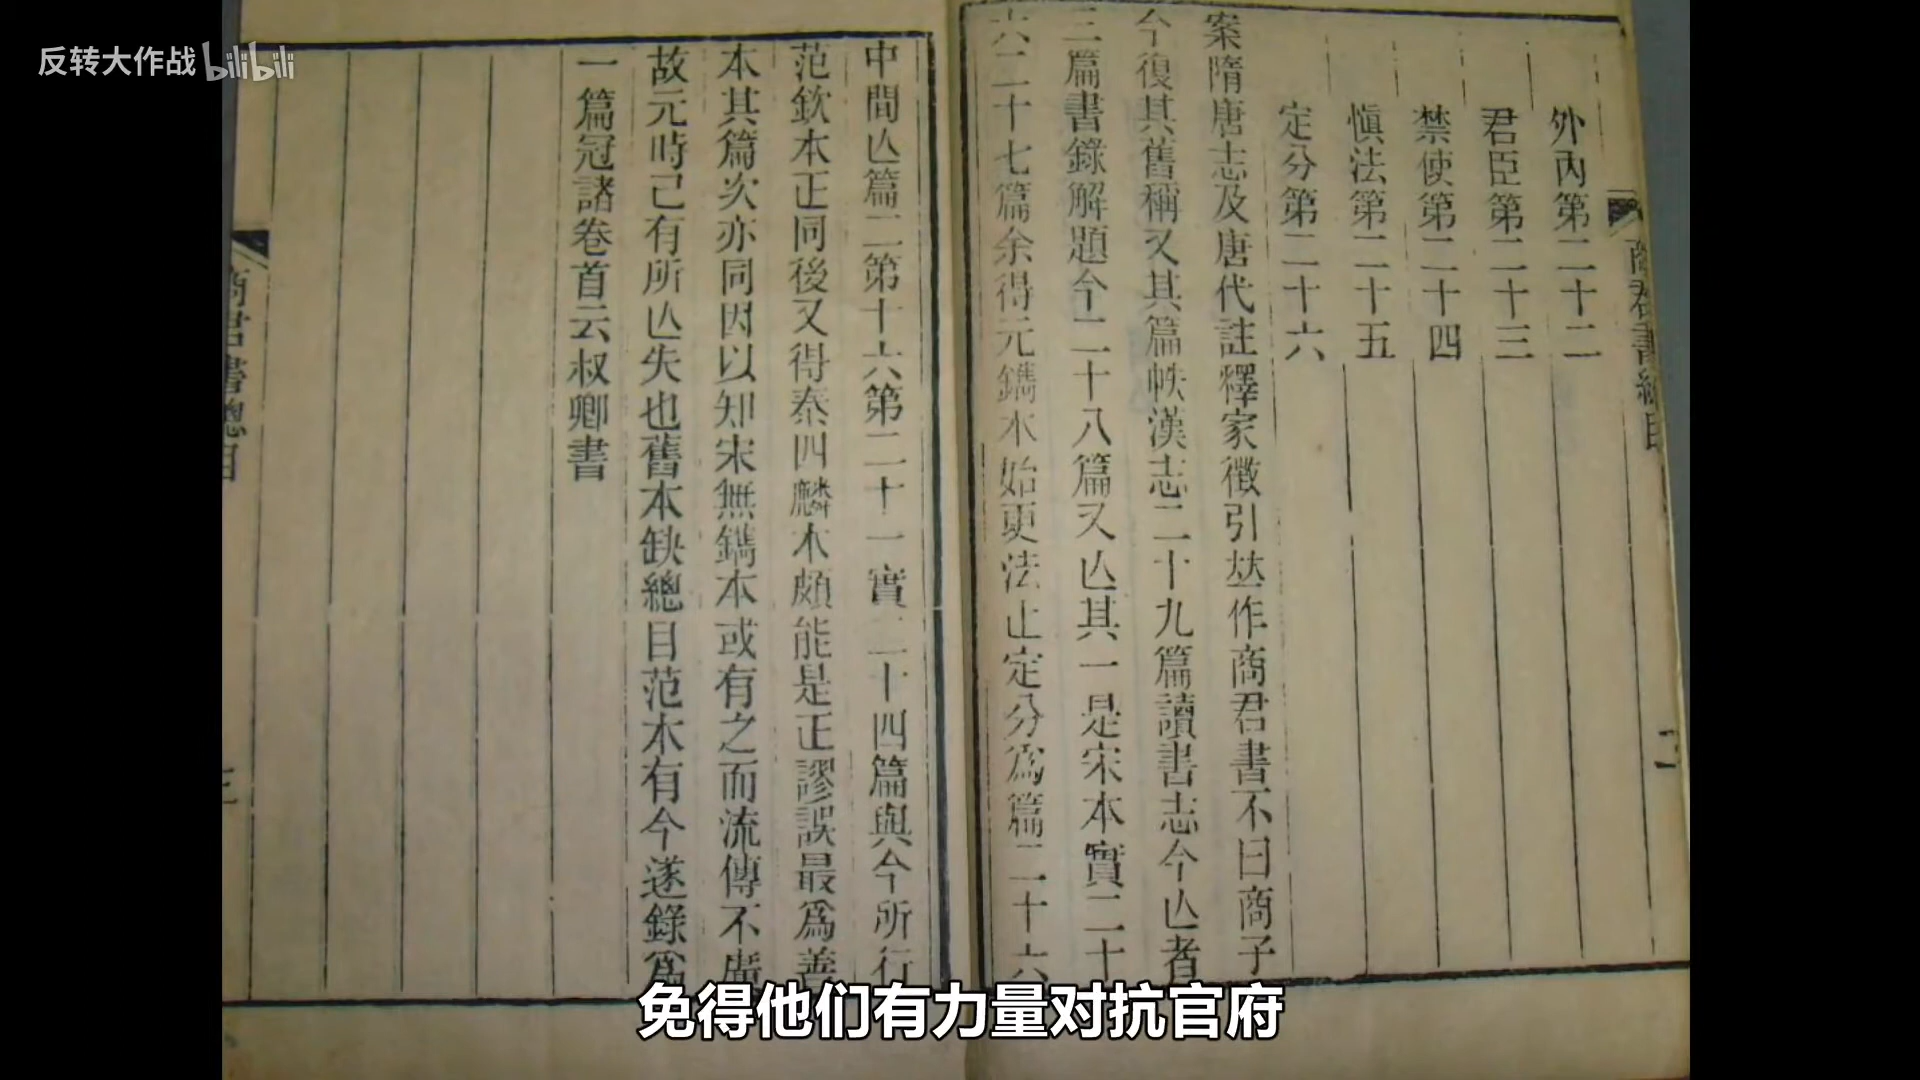 反转大作战 bilibili
外內第二十二
君臣第二十三
禁使第二十四
慎法第二十五
定分第二十六
案隋唐志及唐代註釋家徵引竝作商君書不曰商子
今復其舊稱又其篇帙漢志二十九篇讀書志今亾者
三篇書錄解題今二十八篇又亾其一是宋本實二十
六二十七篇余得元鐫本始更法止定分爲篇二十六
中間亾篇二第十六第二十一實二十四篇與今所行
范欽本正同後又得秦四麟本頗能是正謬誤最爲善
本其篇次亦同因以知宋無鐫本或有之而流傳不廣
故元時已有所亾失也舊本缺總目范本有今遂錄爲
一篇冠諸卷首云叔卿書
商君書總目
三
免得他们有力量对抗官府